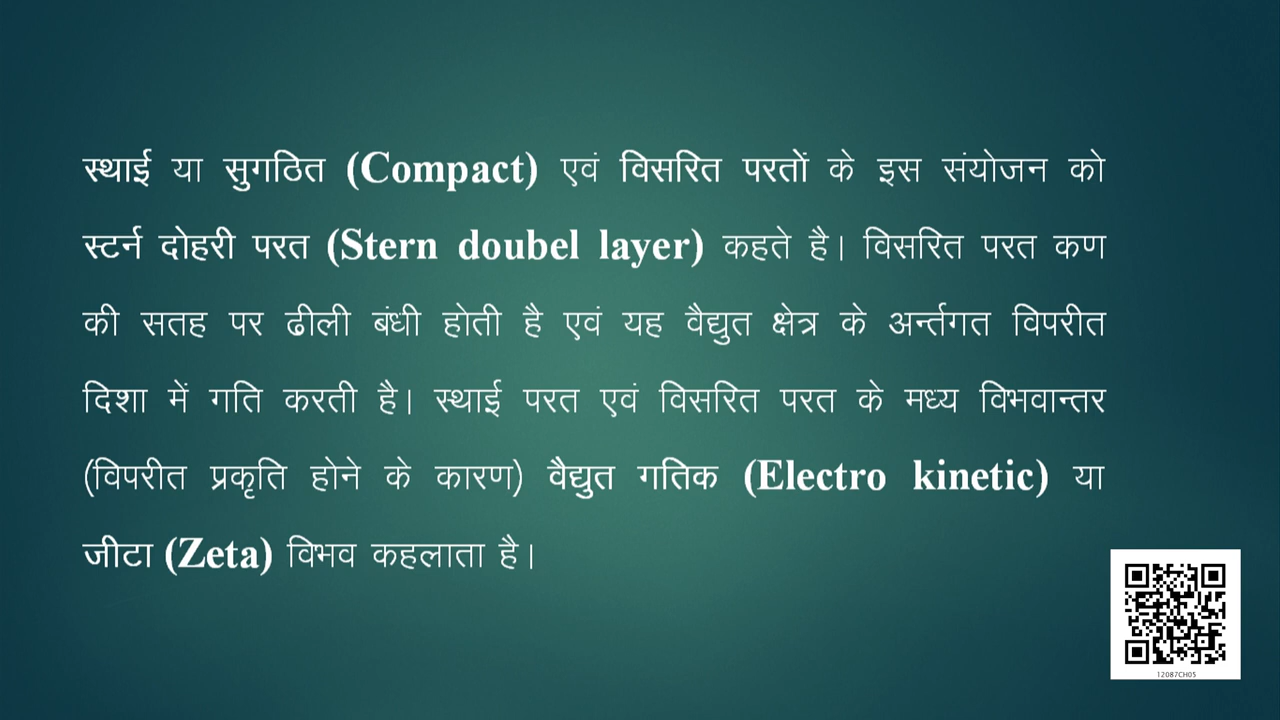 स्थाई या सुगठित (Compact) एवं विसरित परतों के इस संयोजन को
स्टर्न दोहरी परत (Stern doubel layer) कहते है। विसरित परत कण
की सतह पर ढीली बंधी होती है एवं यह वैद्युत क्षेत्र के अर्न्तगत विपरीत
दिशा में गति करती है। स्थाई परत एवं विसरित परत के मध्य विभवान्तर
(विपरीत प्रकृति होने के कारण) वैद्युत गतिक (Electro kinetic) या
जीटा (Zeta) विभव कहलाता है।
12087CH05